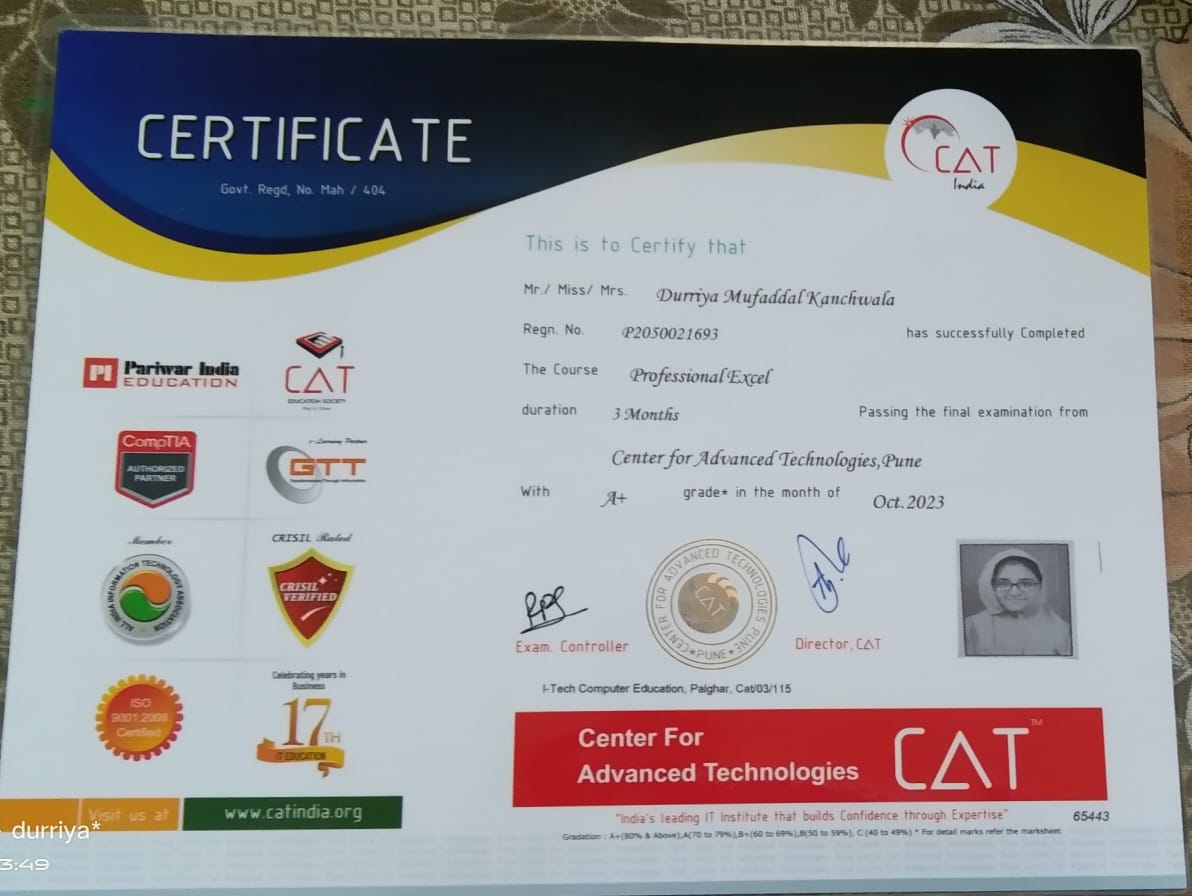 CERTIFICATE
Govt. Regd, No. Mah / 404
CAT
India
This is to Certify that
Mr./ Miss/ Mrs. Durriya Mufaddal Kanchwala
Regn. No. P2050021693 has successfully Completed
The Course Professional Excel
duration 3 Months Passing the final examination from
Center for Advanced Technologies,Pune
With A+ grade* in the month of Oct.2023
PI Pariwar India
EDUCATION
CAT
EDUCATION SOCIETY
CompTIA
AUTHORIZED
PARTNER
e-Learning Partner
GTT
Member
ALL INDIA INFORMATION TECHNOLOGY ASSOCIATION
CRISIL Rated
CRISIL
VERIFIED
ISO
9001:2008
Certified
Celebrating years in
Business
17TH
IT EDUCATION
CENTER FOR ADVANCED TECHNOLOGIES PUNE
CAT
*PUNE*
Exam. Controller
Director, CAT
I-Tech Computer Education, Palghar, Cat/03/115
Center For
Advanced Technologies
CAT TM
"India's leading IT Institute that builds Confidence through Expertise"
65443
Gradation : A+(80% & Above),A(70 to 79%),B+(60 to 69%),B(50 to 59%), C (40 to 49%) * For detail marks refer the marksheet
Visit us at www.catindia.org
durriya*
3:49